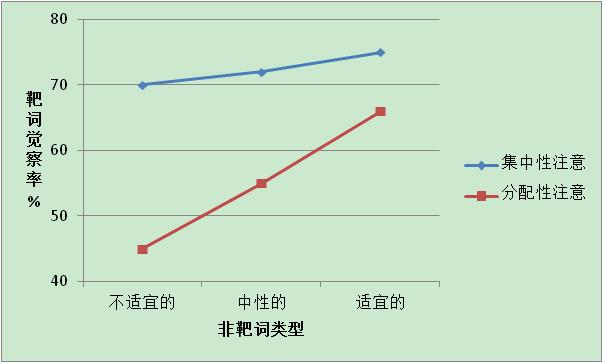 80
70
60
50
40
靶词觉察率%
不适宜的 中性的 适宜的
非靶词类型
集中性注意
分配性注意